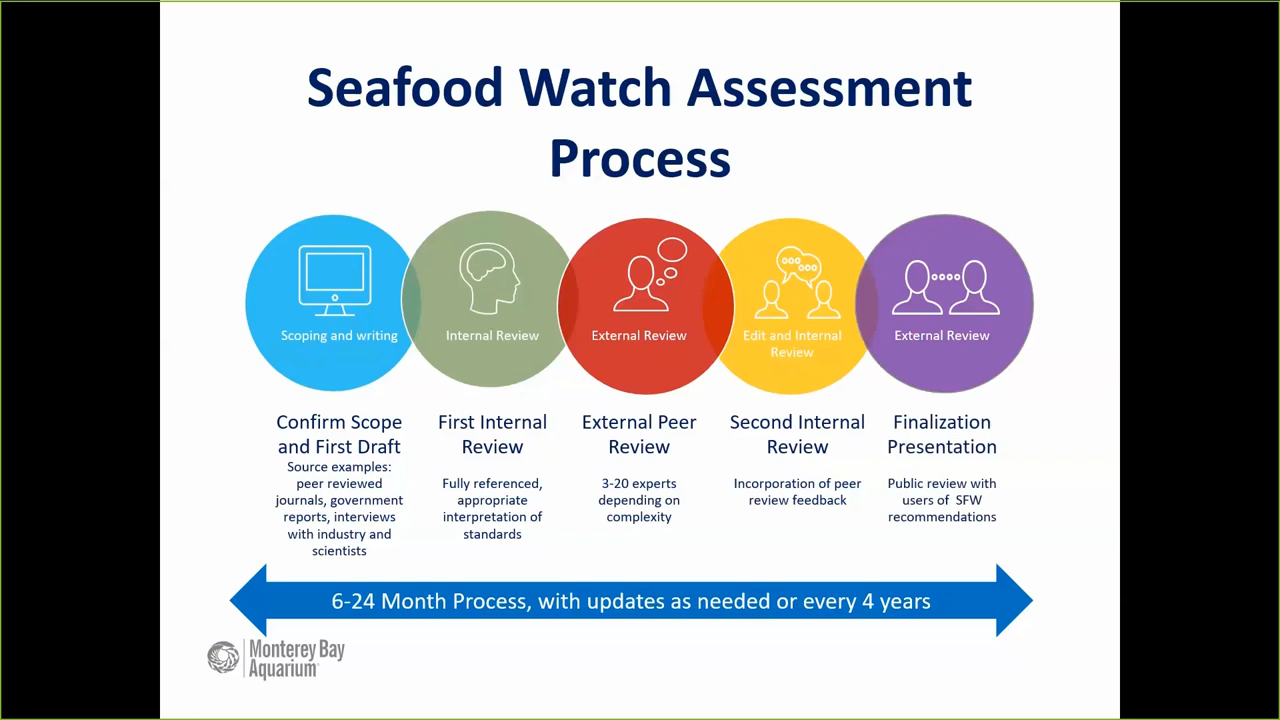 Seafood Watch Assessment
Process
Scoping and writing
Internal Review
External Review
Edit and Internal
Review
External Review
Confirm Scope
and First Draft
Source examples:
peer reviewed
journals, government
reports, interviews
with industry and
scientists
First Internal
Review
Fully referenced,
appropriate
interpretation of
standards
External Peer
Review
3-20 experts
depending on
complexity
Second Internal
Review
Incorporation of peer
review feedback
Finalization
Presentation
Public review with
users of SFW
recommendations
6-24 Month Process, with updates as needed or every 4 years
Monterey Bay
Aquarium